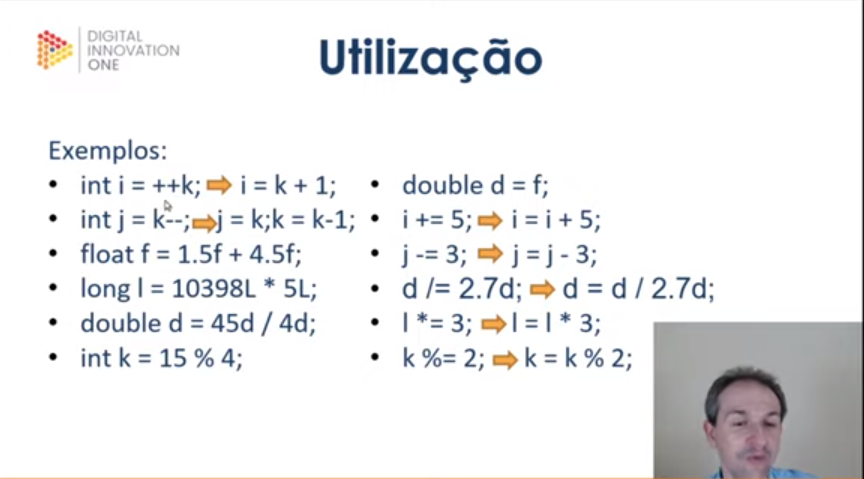 DIGITAL
INNOVATION
ONE
Utilização
Exemplos:
• int i = ++k; ➡ i = k + 1;
• int j = k--; ➡ j = k;k = k-1;
• float f = 1.5f + 4.5f;
• long l = 10398L * 5L;
• double d = 45d / 4d;
• int k = 15 % 4;
• double d = f;
• i += 5; ➡ i = i + 5;
• j -= 3; ➡ j = j - 3;
• d /= 2.7d; ➡ d = d / 2.7d;
• l *= 3; ➡ l = l * 3;
• k %= 2; ➡ k = k % 2;